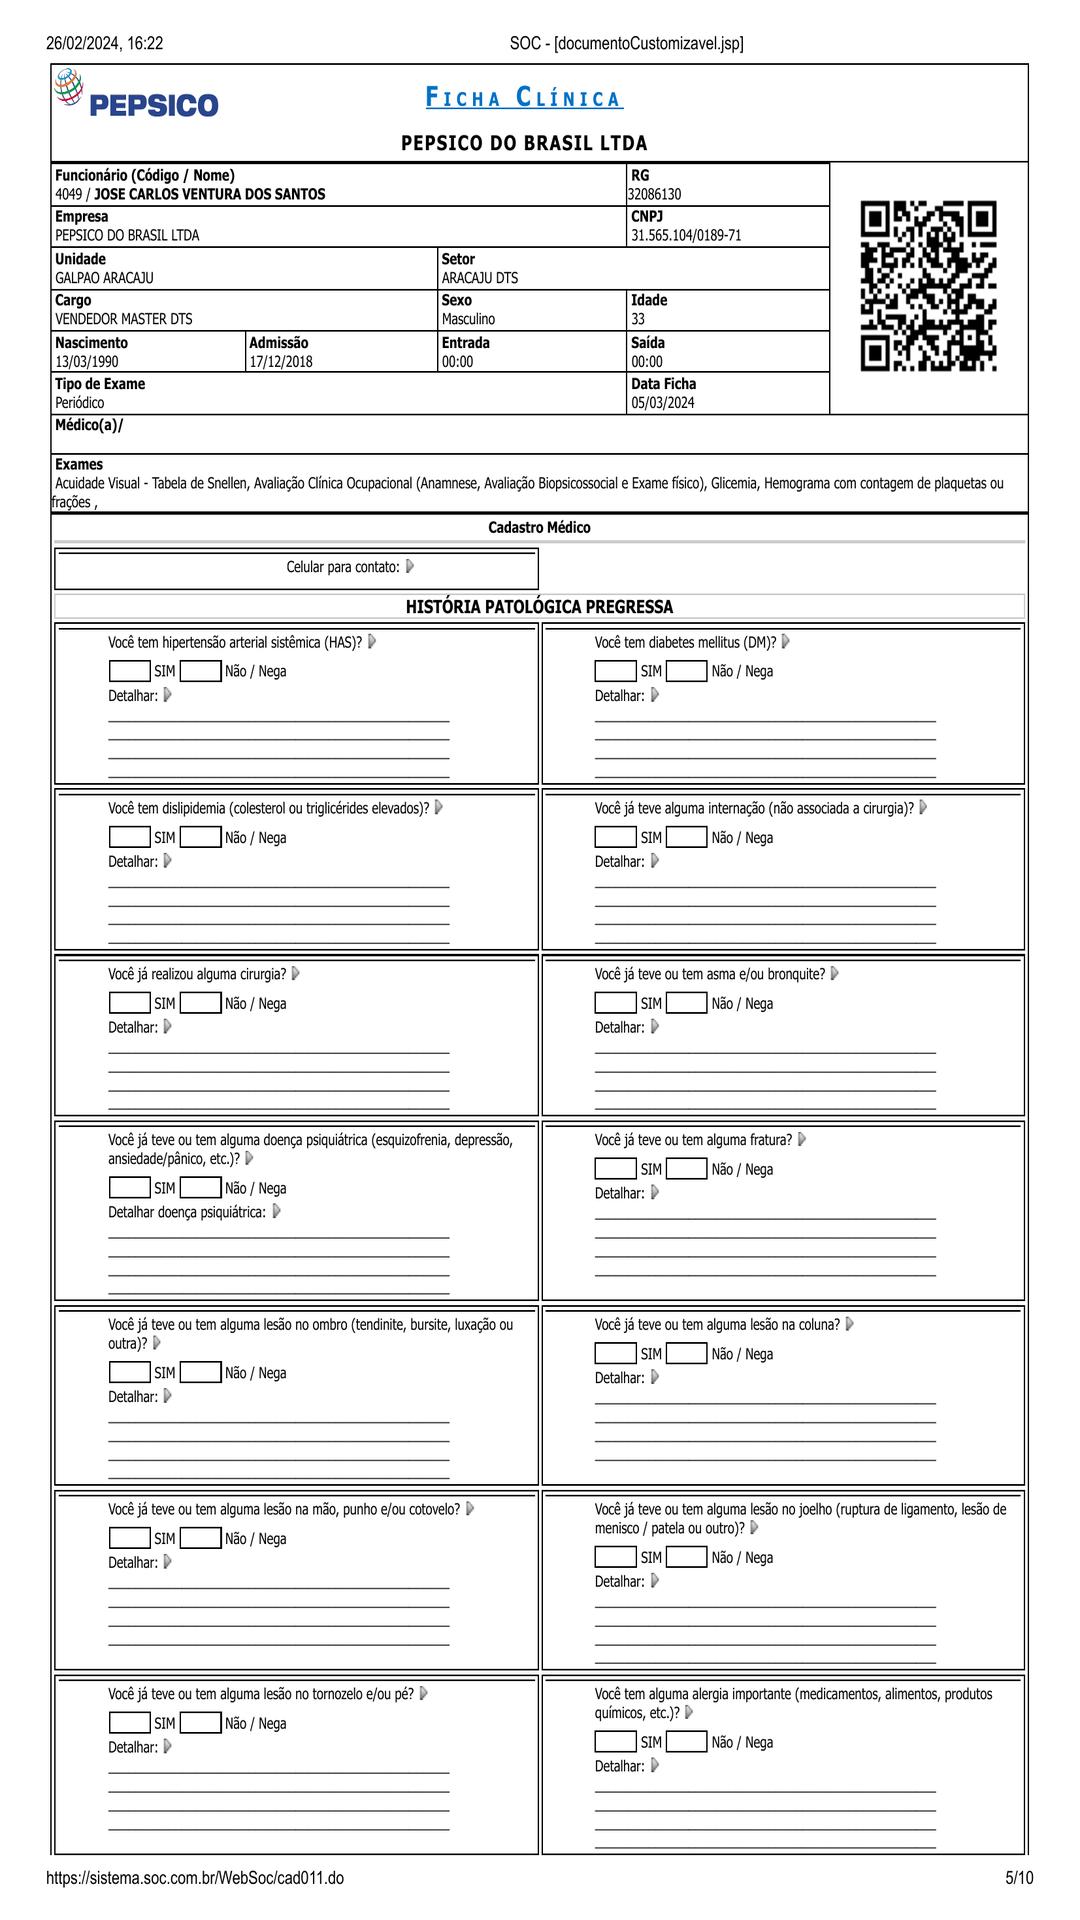 26/02/2024, 16:22
SOC - [documentoCustomizavel.jsp]
PEPSICO
FICHA CLÍNICA
PEPSICO DO BRASIL LTDA
Funcionário (Código / Nome)
4049 / JOSE CARLOS VENTURA DOS SANTOS
RG
32086130
Empresa
PEPSICO DO BRASIL LTDA
CNPJ
31.565.104/0189-71
Unidade
GALPAO ARACAJU
Setor
ARACAJU DTS
Cargo
VENDEDOR MASTER DTS
Sexo
Masculino
Idade
33
Nascimento
13/03/1990
Admissão
17/12/2018
Entrada
00:00
Saída
00:00
Tipo de Exame
Periódico
Data Ficha
05/03/2024
Médico(a)/
Exames
Acuidade Visual - Tabela de Snellen, Avaliação Clínica Ocupacional (Anamnese, Avaliação Biopsicossocial e Exame físico), Glicemia, Hemograma com contagem de plaquetas ou
frações ,
Cadastro Médico
Celular para contato:
HISTÓRIA PATOLÓGICA PREGRESSA
Você tem hipertensão arterial sistêmica (HAS)?
SIM Não / Nega
Detalhar:
Você tem diabetes mellitus (DM)?
SIM Não / Nega
Detalhar:
Você tem dislipidemia (colesterol ou triglicérides elevados)?
SIM Não / Nega
Detalhar:
Você já teve alguma internação (não associada a cirurgia)?
SIM Não / Nega
Detalhar:
Você já realizou alguma cirurgia?
SIM Não / Nega
Detalhar:
Você já teve ou tem asma e/ou bronquite?
SIM Não / Nega
Detalhar:
Você já teve ou tem alguma doença psiquiátrica (esquizofrenia, depressão,
ansiedade/pânico, etc.)?
SIM Não / Nega
Detalhar doença psiquiátrica:
Você já teve ou tem alguma fratura?
SIM Não / Nega
Detalhar:
Você já teve ou tem alguma lesão no ombro (tendinite, bursite, luxação ou
outra)?
SIM Não / Nega
Detalhar:
Você já teve ou tem alguma lesão na coluna?
SIM Não / Nega
Detalhar:
Você já teve ou tem alguma lesão na mão, punho e/ou cotovelo?
SIM Não / Nega
Detalhar:
Você já teve ou tem alguma lesão no joelho (ruptura de ligamento, lesão de
menisco / patela ou outro)?
SIM Não / Nega
Detalhar:
Você já teve ou tem alguma lesão no tornozelo e/ou pé?
SIM Não / Nega
Detalhar:
Você tem alguma alergia importante (medicamentos, alimentos, produtos
químicos, etc.)?
SIM Não / Nega
Detalhar:
https://sistema.soc.com.br/WebSoc/cad011.do
5/10